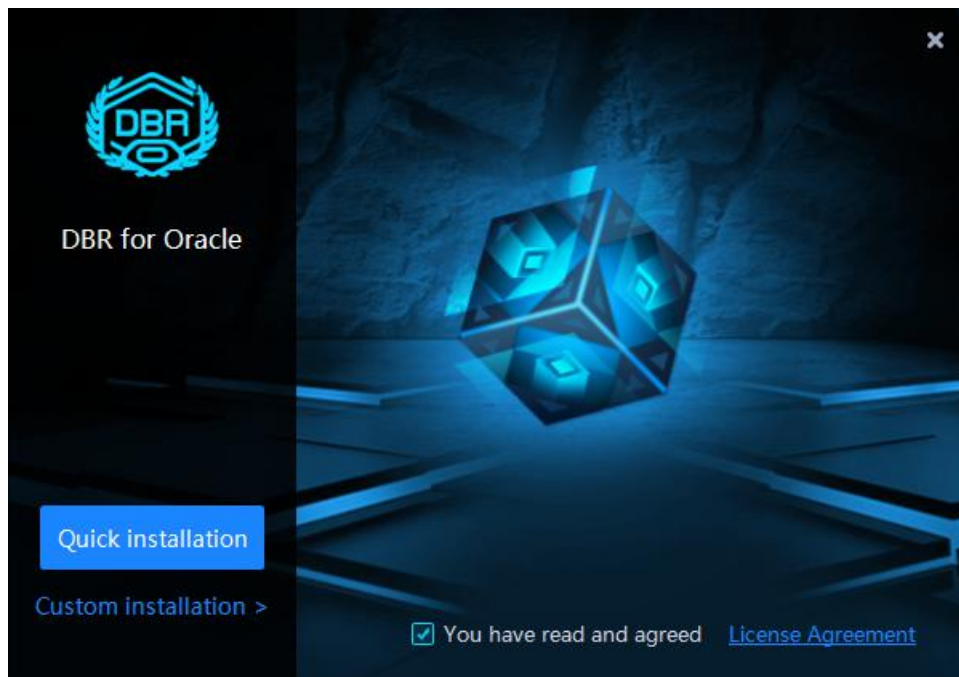 DBR
DBR for Oracle
Quick installation
Custom installation >
You have read and agreed License Agreement